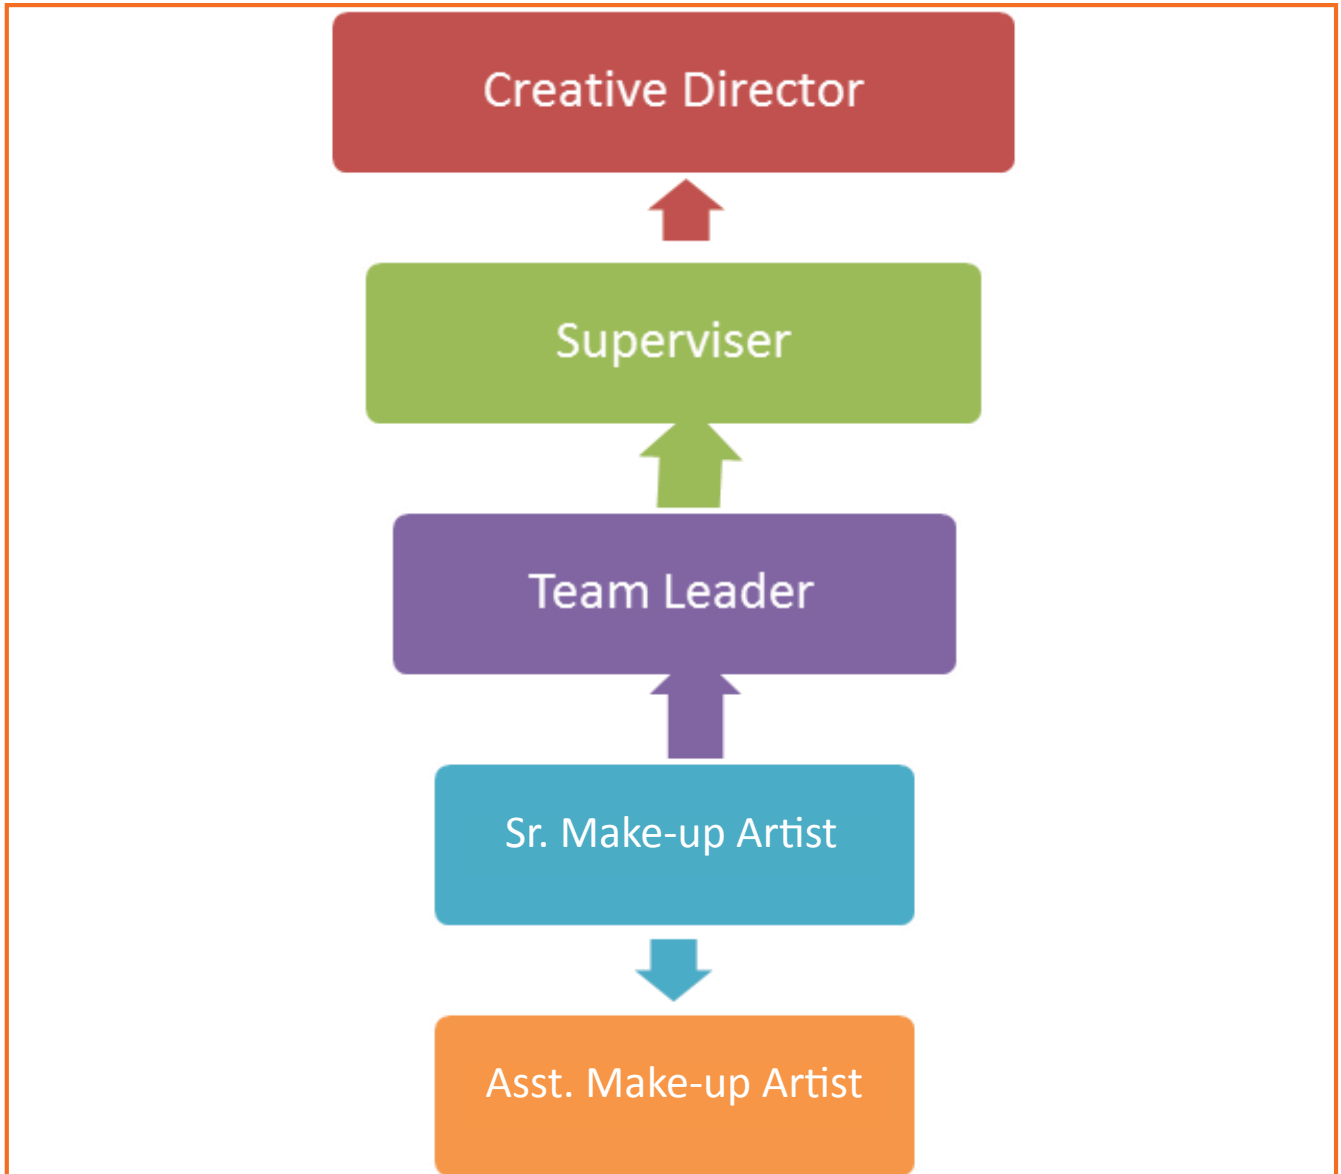 Creative Director
Superviser
Team Leader
Sr. Make-up Artist
Asst. Make-up Artist